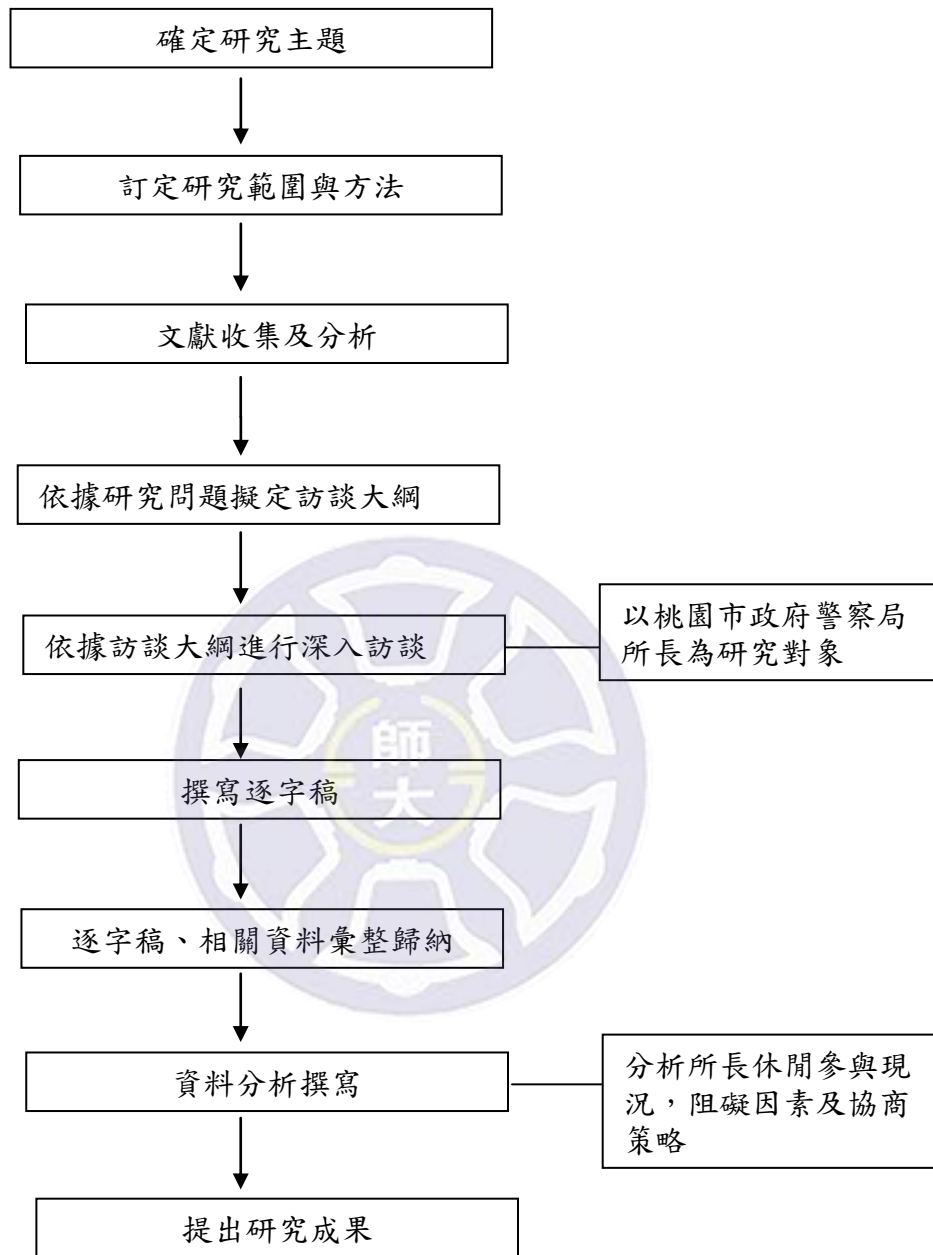 確定研究主題
訂定研究範圍與方法
文獻收集及分析
依據研究問題擬定訪談大綱
依據訪談大綱進行深入訪談
以桃園市政府警察局
所長為研究對象
師大
撰寫逐字稿
逐字稿、相關資料彙整歸納
資料分析撰寫
分析所長休閒參與現
況，阻礙因素及協商
策略
提出研究成果